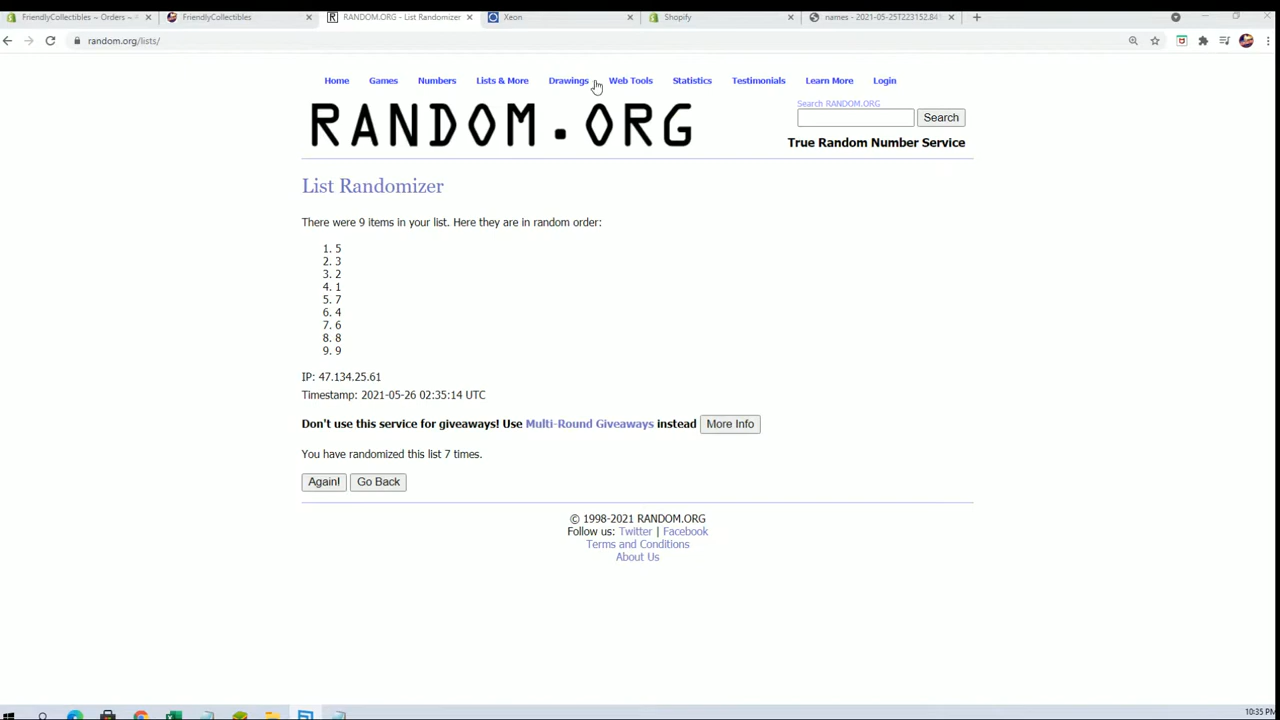 FriendlyCollectibles ~ Orders ~
FriendlyCollectibles
RANDOM.ORG - List Randomizer
Xeon
Shopify
names - 2021-05-25T223152.84
random.org/lists/
Home Games Numbers Lists & More Drawings Web Tools Statistics Testimonials Learn More Login
RANDOM.ORG
Search RANDOM.ORG
Search
True Random Number Service
List Randomizer
There were 9 items in your list. Here they are in random order:
1. 5
2. 3
3. 2
4. 1
5. 7
6. 4
7. 6
8. 8
9. 9
IP: 47.134.25.61
Timestamp: 2021-05-26 02:35:14 UTC
Don't use this service for giveaways! Use Multi-Round Giveaways instead More Info
You have randomized this list 7 times.
Again! Go Back
© 1998-2021 RANDOM.ORG
Follow us: Twitter | Facebook
Terms and Conditions
About Us
10:35 PM